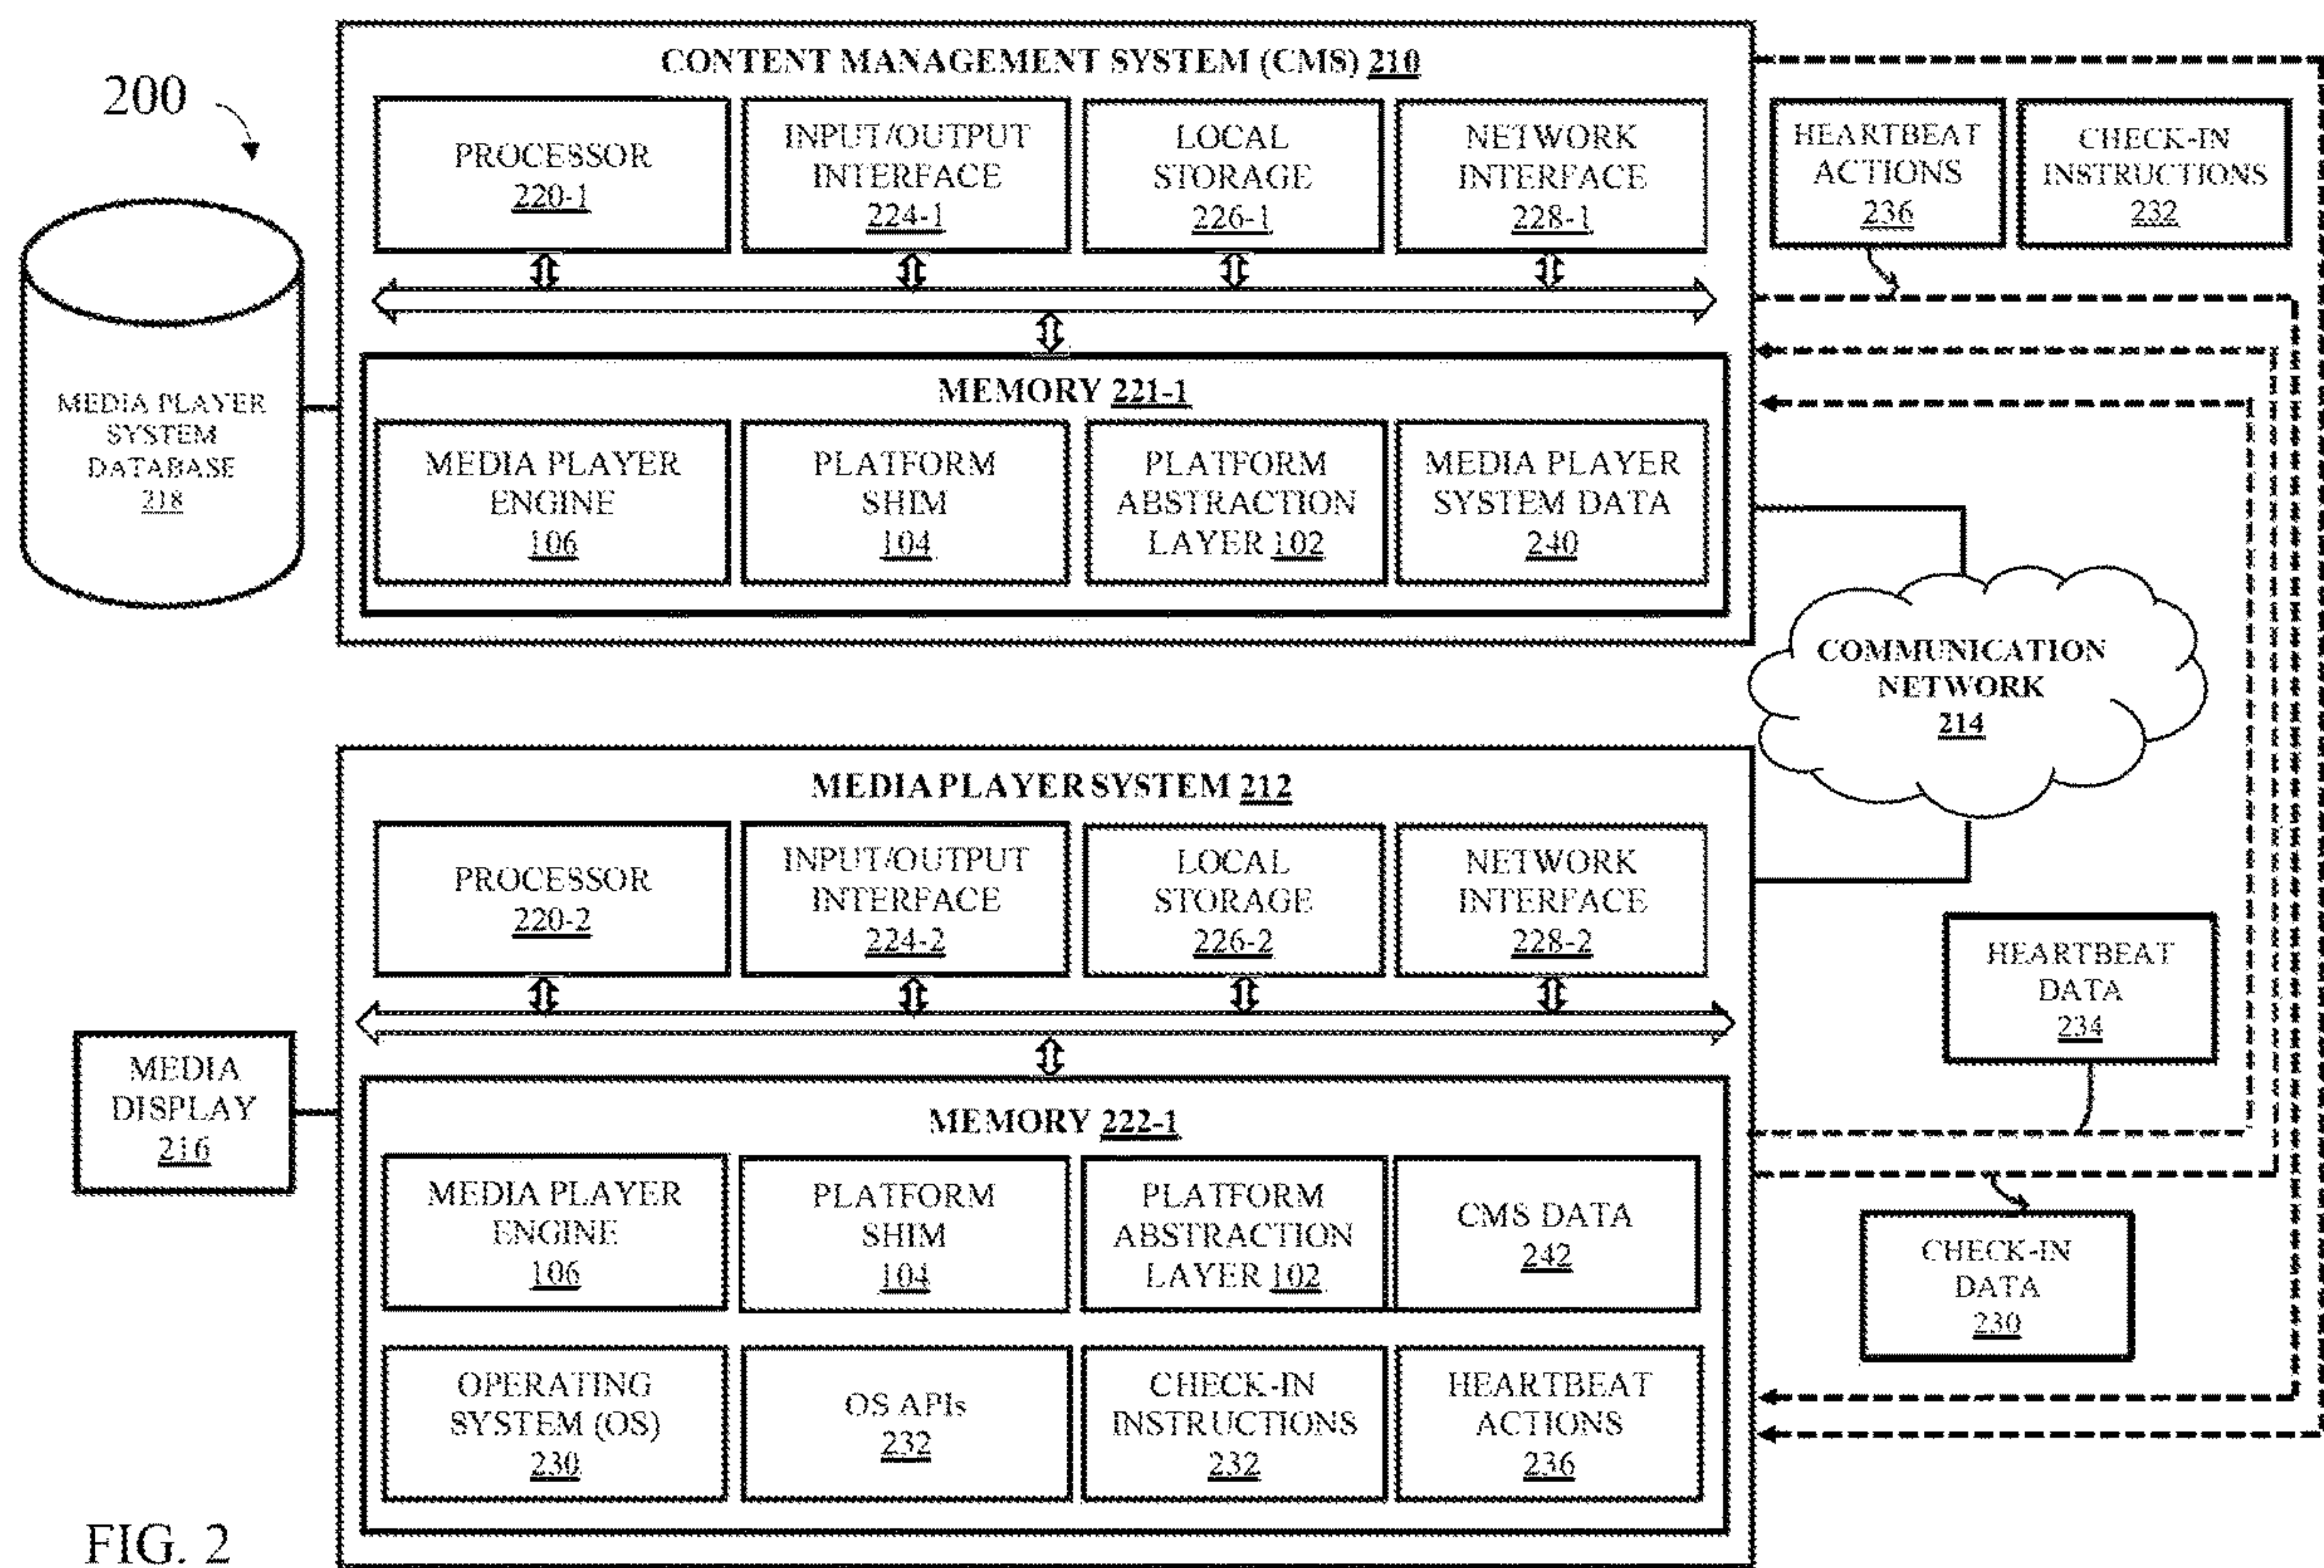 200
CONTENT MANAGEMENT SYSTEM (CMS) 210
PROCESSOR
220-1
INPUT/OUTPUT
INTERFACE
224-1
LOCAL
STORAGE
226-1
NETWORK
INTERFACE
228-1
HEARTBEAT
ACTIONS
236
CHECK-IN
INSTRUCTIONS
232
MEDIA PLAYER
SYSTEM
DATABASE
218
MEMORY 221-1
MEDIA PLAYER
ENGINE
106
PLATFORM
SHIM
104
PLATFORM
ABSTRACTION
LAYER 102
MEDIA PLAYER
SYSTEM DATA
240
COMMUNICATION
NETWORK
214
MEDIA PLAYER SYSTEM 212
PROCESSOR
220-2
INPUT/OUTPUT
INTERFACE
224-2
LOCAL
STORAGE
226-2
NETWORK
INTERFACE
228-2
HEARTBEAT
DATA
234
MEDIA
DISPLAY
216
MEMORY 222-1
MEDIA PLAYER
ENGINE
106
PLATFORM
SHIM
104
PLATFORM
ABSTRACTION
LAYER 102
CMS DATA
242
CHECK-IN
DATA
230
OPERATING
SYSTEM (OS)
230
OS APIs
232
CHECK-IN
INSTRUCTIONS
232
HEARTBEAT
ACTIONS
236
FIG. 2